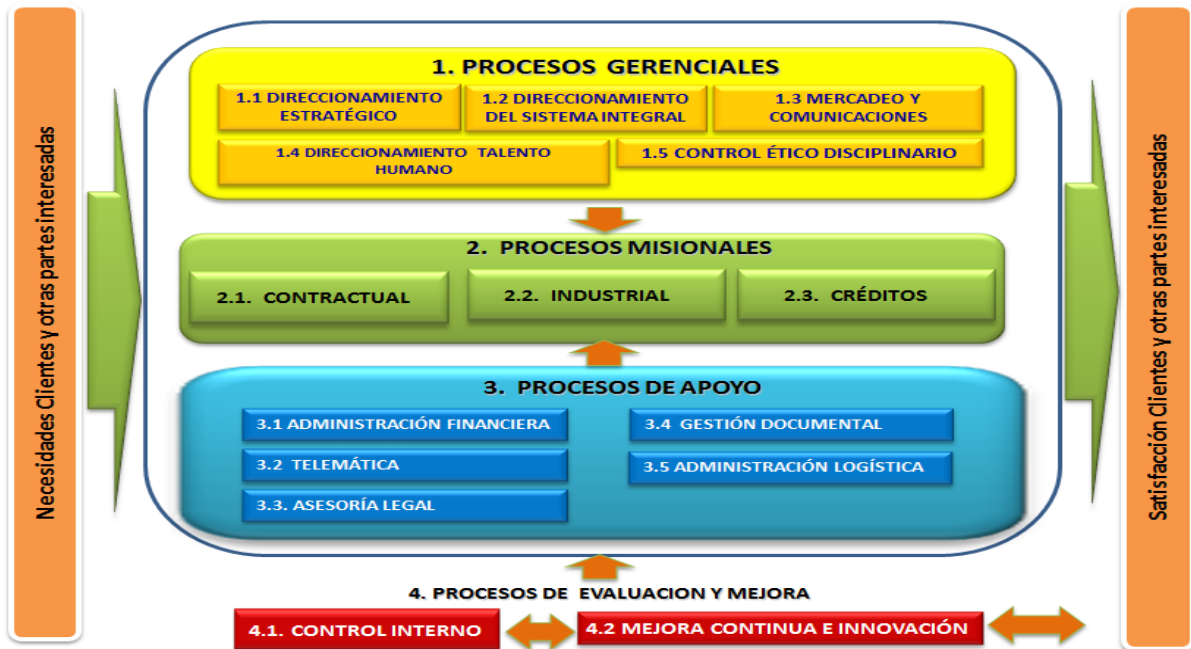 Necesidades Clientes y otras partes interesadas
1. PROCESOS GERENCIALES
1.1 DIRECCIONAMIENTO
ESTRATÉGICO
1.2 DIRECCIONAMIENTO
DEL SISTEMA INTEGRAL
1.3 MERCADEO Y
COMUNICACIONES
1.4 DIRECCIONAMIENTO TALENTO
HUMANO
1.5 CONTROL ÉTICO DISCIPLINARIO
2. PROCESOS MISIONALES
2.1. CONTRACTUAL
2.2. INDUSTRIAL
2.3. CRÉDITOS
3. PROCESOS DE APOYO
3.1 ADMINISTRACIÓN FINANCIERA
3.2 TELEMÁTICA
3.3. ASESORÍA LEGAL
3.4 GESTIÓN DOCUMENTAL
3.5 ADMINISTRACIÓN LOGÍSTICA
4. PROCESOS DE EVALUACION Y MEJORA
4.1. CONTROL INTERNO
4.2 MEJORA CONTINUA E INNOVACIÓN
Satisfacción Clientes y otras partes interesadas